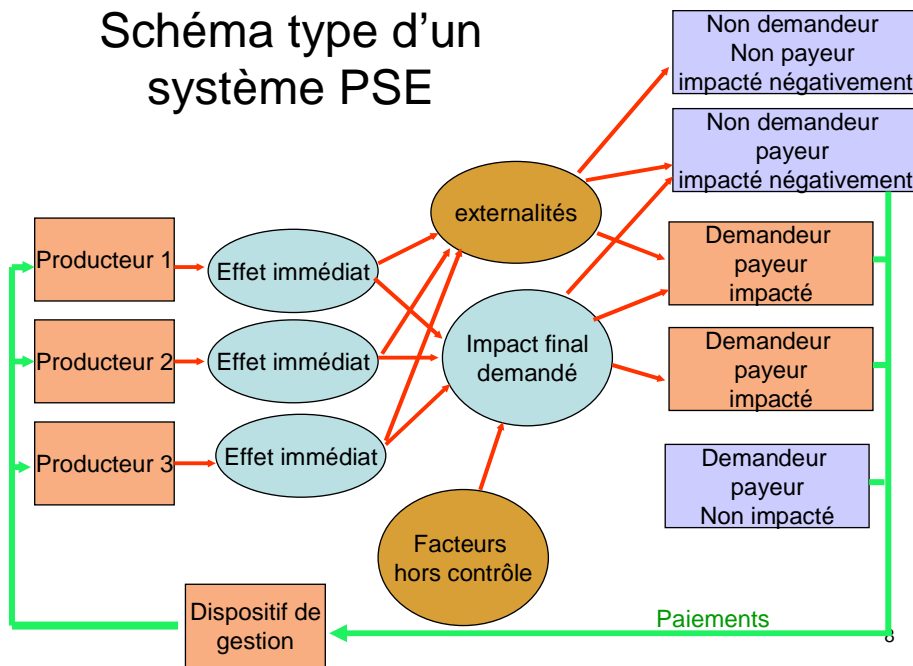 Schéma type d'un
système PSE
Non demandeur
Non payeur
impacté négativement
Non demandeur
payeur
impacté négativement
externalités
Producteur 1
Effet immédiat
Demandeur
payeur
impacté
Producteur 2
Effet immédiat
Impact final
demandé
Demandeur
payeur
impacté
Producteur 3
Effet immédiat
Demandeur
payeur
Non impacté
Facteurs
hors contrôle
Dispositif de
gestion
Paiements
8